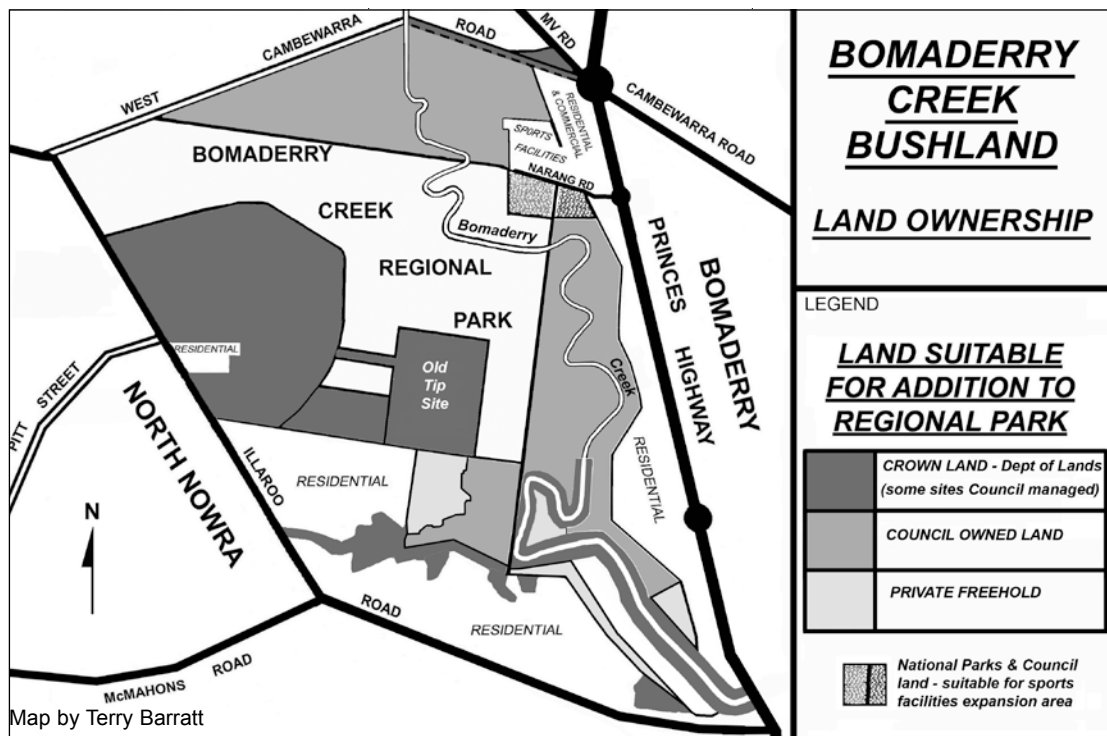 BOMADERRY
CREEK
BUSHLAND
LAND OWNERSHIP
LEGEND
LAND SUITABLE
FOR ADDITION TO
REGIONAL PARK
CROWN LAND - Dept of Lands
(some sites Council managed)
COUNCIL OWNED LAND
PRIVATE FREEHOLD
National Parks & Council
land - suitable for sports
facilities expansion area
WEST CAMBEWARRA ROAD
MV RD
CAMBEWARRA ROAD
RESIDENTIAL
& COMMERCIAL
SPORTS
FACILITIES
NARANG RD
BOMADERRY
CREEK
REGIONAL
PARK
Bomaderry Creek
PRINCES HIGHWAY
BOMADERRY
RESIDENTIAL
Old
Tip
Site
RESIDENTIAL
PITT STREET
NORTH NOWRA
ILLAROO ROAD
RESIDENTIAL
RESIDENTIAL
N
McMAHONS ROAD
Map by Terry Barratt